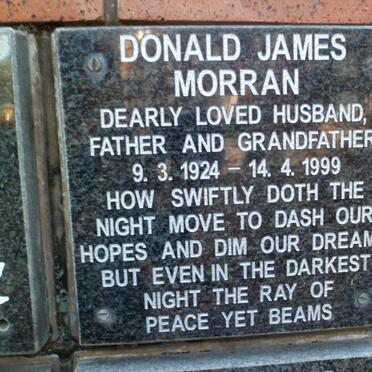 DONALD JAMES
MORRAN
DEARLY LOVED HUSBAND,
FATHER AND GRANDFATHER
9. 3. 1924 – 14. 4. 1999
HOW SWIFTLY DOTH THE
NIGHT MOVE TO DASH OUR
HOPES AND DIM OUR DREAM
BUT EVEN IN THE DARKEST
NIGHT THE RAY OF
PEACE YET BEAMS